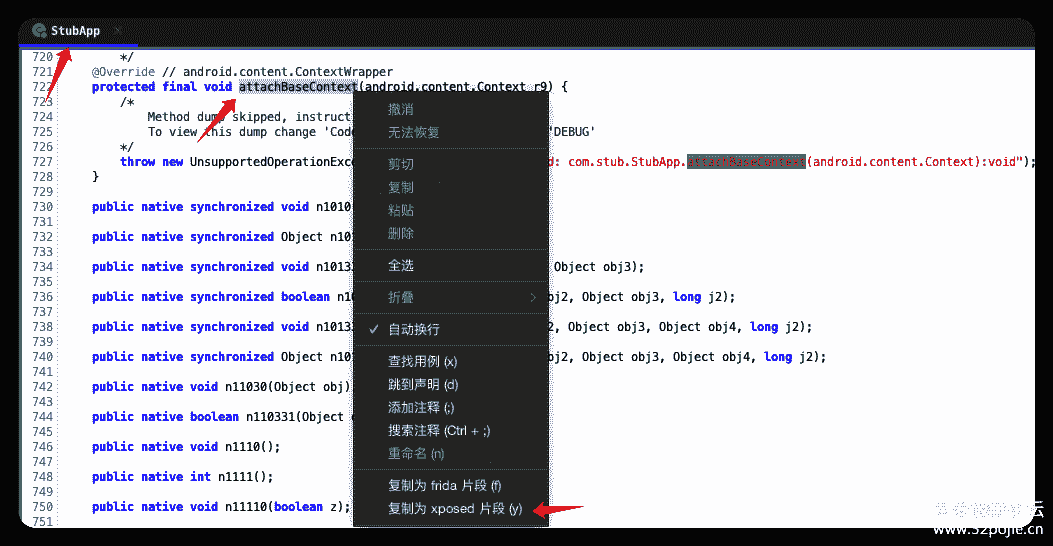 StubApp ×
720 */
721 @Override // android.content.ContextWrapper
722 protected final void attachBaseContext(android.content.Context r9) {
723 /*
724 Method dump skipped, instructi
725 To view this dump change 'Code 'DEBUG'
726 */
727 throw new UnsupportedOperationExce d: com.stub.StubApp.attachBaseContext(android.content.Context):void");
728 }
729
730 public native synchronized void n1010
731
732 public native synchronized Object n10
733
734 public native synchronized void n1013 Object obj3);
735
736 public native synchronized boolean n10 obj2, Object obj3, long j2);
737
738 public native synchronized void n1013 2, Object obj3, Object obj4, long j2);
739
740 public native synchronized Object n10 obj2, Object obj3, Object obj4, long j2);
741
742 public native void n11030(Object obj)
743
744 public native boolean n110331(Object
745
746 public native void n1110();
747
748 public native int n1111();
749
750 public native void n11110(boolean z);
751
撤消
无法恢复
剪切
复制
粘贴
删除
全选
折叠
✓ 自动换行
查找用例 (x)
跳到声明 (d)
添加注释 (;)
搜索注释 (Ctrl + ;)
重命名 (n)
复制为 frida 片段 (f)
复制为 xposed 片段 (y)
www.52pojie.cn